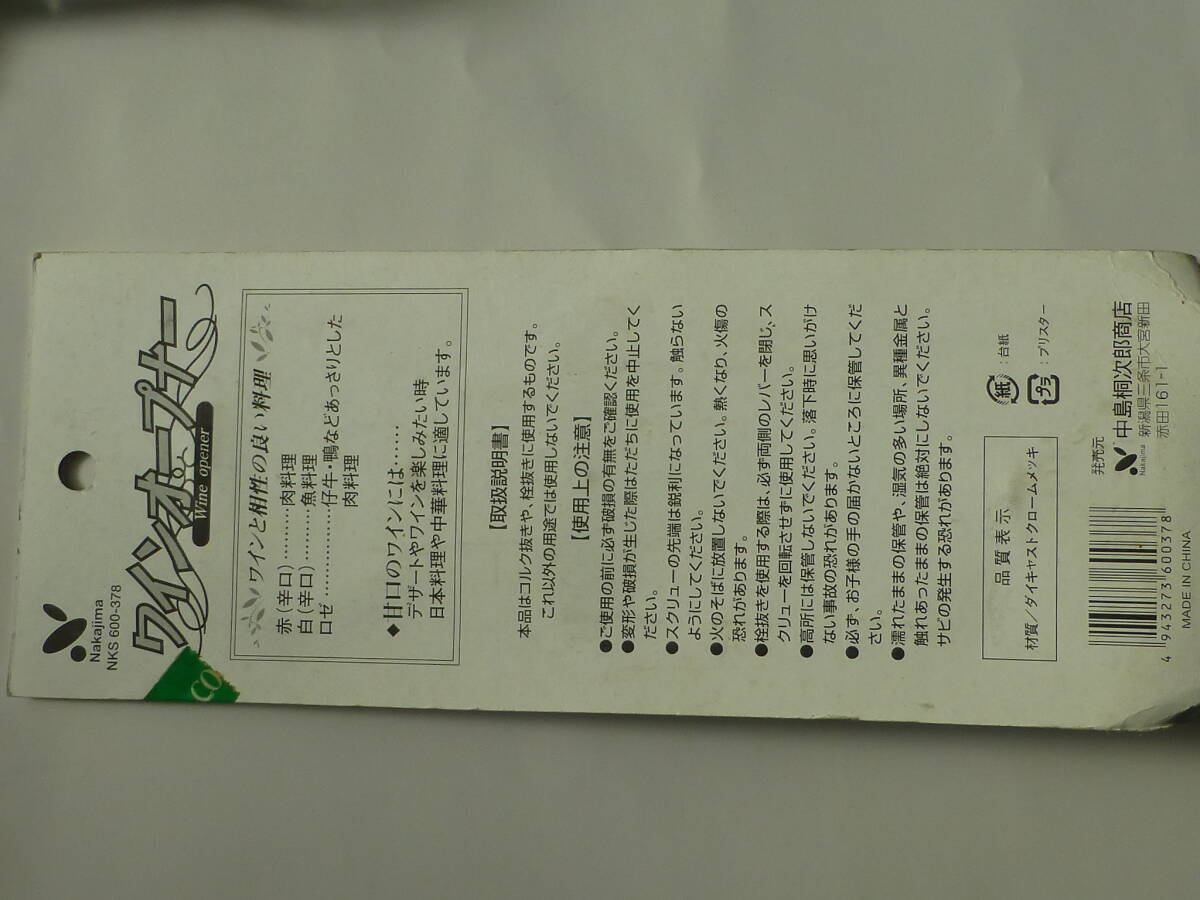 Nakajima
NKS 600-378
ワインオープナー
Wine opener
CO
ワインと相性の良い料理
赤(辛口)…………肉料理
白(辛口)…………魚料理
ロゼ………………仔牛・鴨などあっさりとした
肉料理
◆甘口のワインには……
デザートやワインを楽しみたい時
日本料理や中華料理に適しています。
【取扱説明書】
本品はコルク抜きや、栓抜きに使用するものです。
これ以外の用途では使用しないでください。
【使用上の注意】
●ご使用の前に必ず破損の有無をご確認ください。
●変形や破損が生じた際はただちに使用を中止してく
ださい。
●スクリューの先端は鋭利になっています。触らない
ようにしてください。
●火のそばに放置しないでください。熱くなり、火傷の
恐れがあります。
●栓抜きを使用する際は、必ず両側のレバーを閉じ、ス
クリューを回転させずに使用してください。
●高所には保管しないでください。落下時に思いがけ
ない事故の恐れがあります。
●必ず、お子様の手の届かないところに保管してくだ
さい。
●濡れたままの保管や、湿気の多い場所、異種金属と
触れあったままの保管は絶対にしないでください。
サビの発生する恐れがあります。
品質表示
材質/ダイキャストクロームメッキ
紙:台紙
プラ:ブリスター
発売元
Nakajima
中島桐次郎商店
新潟県三条市大宮新田
赤田161-1
4 943273 600378
MADE IN CHINA